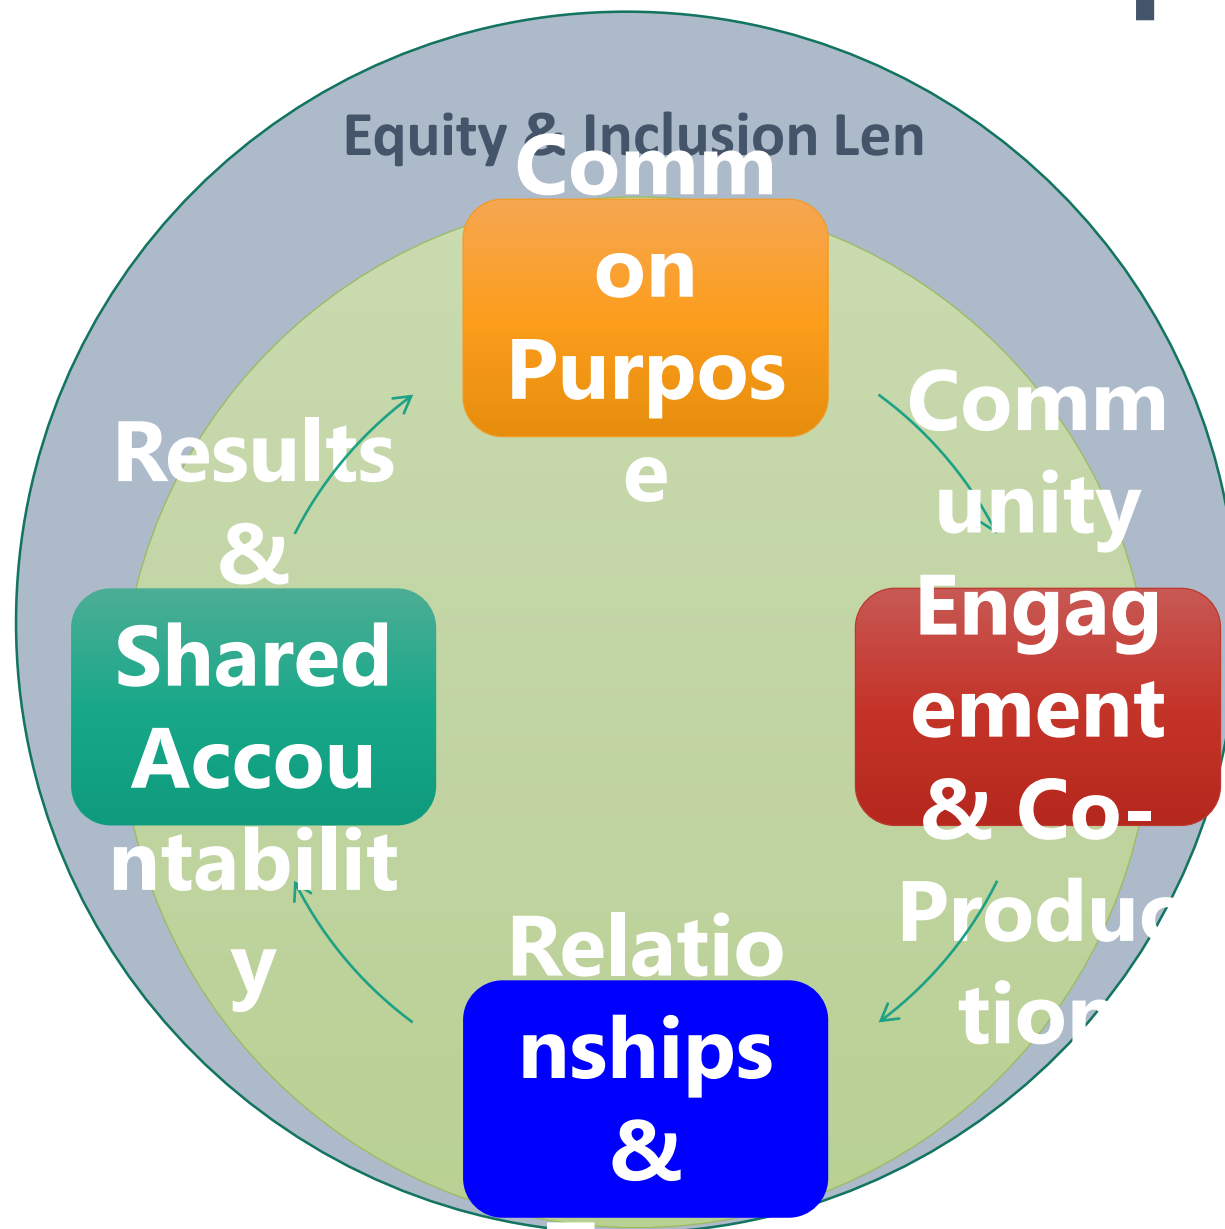 Equity & Inclusion Len
Comm
on
Purpos
e
Comm
unity
Engag
ement
& Co-
Produc
tion
Relatio
nships
&
Results
&
Shared
Accou
ntabilit
y